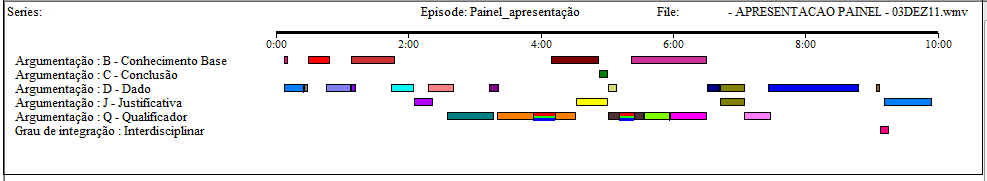 Series: Episode: Painel_apresentação File: - APRESENTACAO PAINEL - 03DEZ11.wmv
0:00 2:00 4:00 6:00 8:00 10:00
Argumentação : B - Conhecimento Base
Argumentação : C - Conclusão
Argumentação : D - Dado
Argumentação : J - Justificativa
Argumentação : Q - Qualificador
Grau de integração : Interdisciplinar